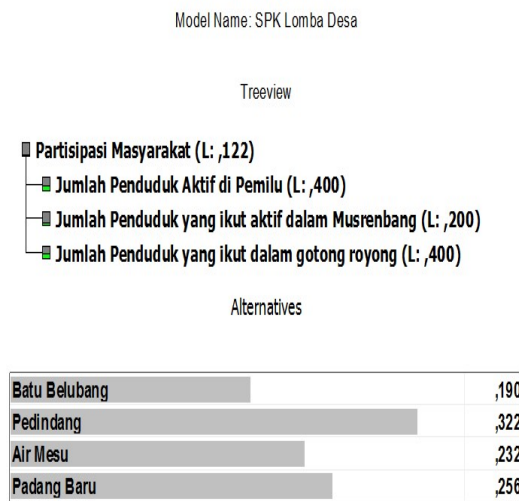 Model Name: SPK Lomba Desa
Treeview
Partisipasi Masyarakat (L: ,122)
Jumlah Penduduk Aktif di Pemilu (L: ,400)
Jumlah Penduduk yang ikut aktif dalam Musrenbang (L: ,200)
Jumlah Penduduk yang ikut dalam gotong royong (L: ,400)
Alternatives
Batu Belubang ,190
Pedindang ,322
Air Mesu ,232
Padang Baru ,256